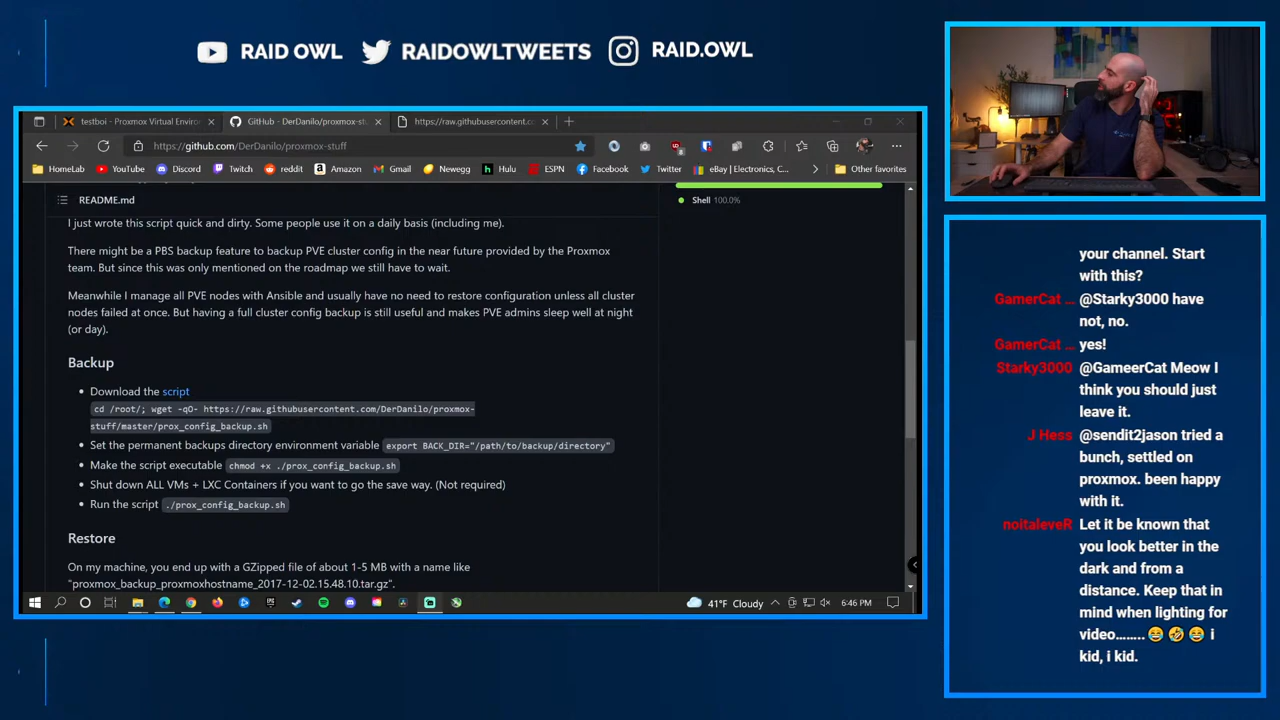 RAID OWL
RAIDOWLTWEETS
RAID.OWL
testboi - Proxmox Virtual Enviro
GitHub - DerDanilo/proxmox-st
https://raw.githubusercontent.co
https://github.com/DerDanilo/proxmox-stuff
HomeLab
YouTube
Discord
Twitch
reddit
Amazon
Gmail
Newegg
Hulu
ESPN
Facebook
Twitter
eBay | Electronics, C...
Other favorites
README.md
Shell 100.0%
I just wrote this script quick and dirty. Some people use it on a daily basis (including me).
There might be a PBS backup feature to backup PVE cluster config in the near future provided by the Proxmox
team. But since this was only mentioned on the roadmap we still have to wait.
Meanwhile I manage all PVE nodes with Ansible and usually have no need to restore configuration unless all cluster
nodes failed at once. But having a full cluster config backup is still useful and makes PVE admins sleep well at night
(or day).
Backup
Download the script
cd /root/; wget -qO- https://raw.githubusercontent.com/DerDanilo/proxmox-
stuff/master/prox_config_backup.sh
Set the permanent backups directory environment variable export BACK_DIR="/path/to/backup/directory"
Make the script executable chmod +x ./prox_config_backup.sh
Shut down ALL VMs + LXC Containers if you want to go the save way. (Not required)
Run the script ./prox_config_backup.sh
Restore
On my machine, you end up with a GZipped file of about 1-5 MB with a name like
"proxmox_backup_proxmoxhostname_2017-12-02.15.48.10.tar.gz".
41°F Cloudy
6:46 PM
your channel. Start
with this?
GamerCat ... @Starky3000 have
not, no.
GamerCat ... yes!
Starky3000 @GameerCat Meow I
think you should just
leave it.
J Hess @sendit2jason tried a
bunch, settled on
proxmox. been happy
with it.
noitaleveR Let it be known that
you look better in the
dark and from a
distance. Keep that in
mind when lighting for
video........ 😂 🤣 😂 i
kid, i kid.